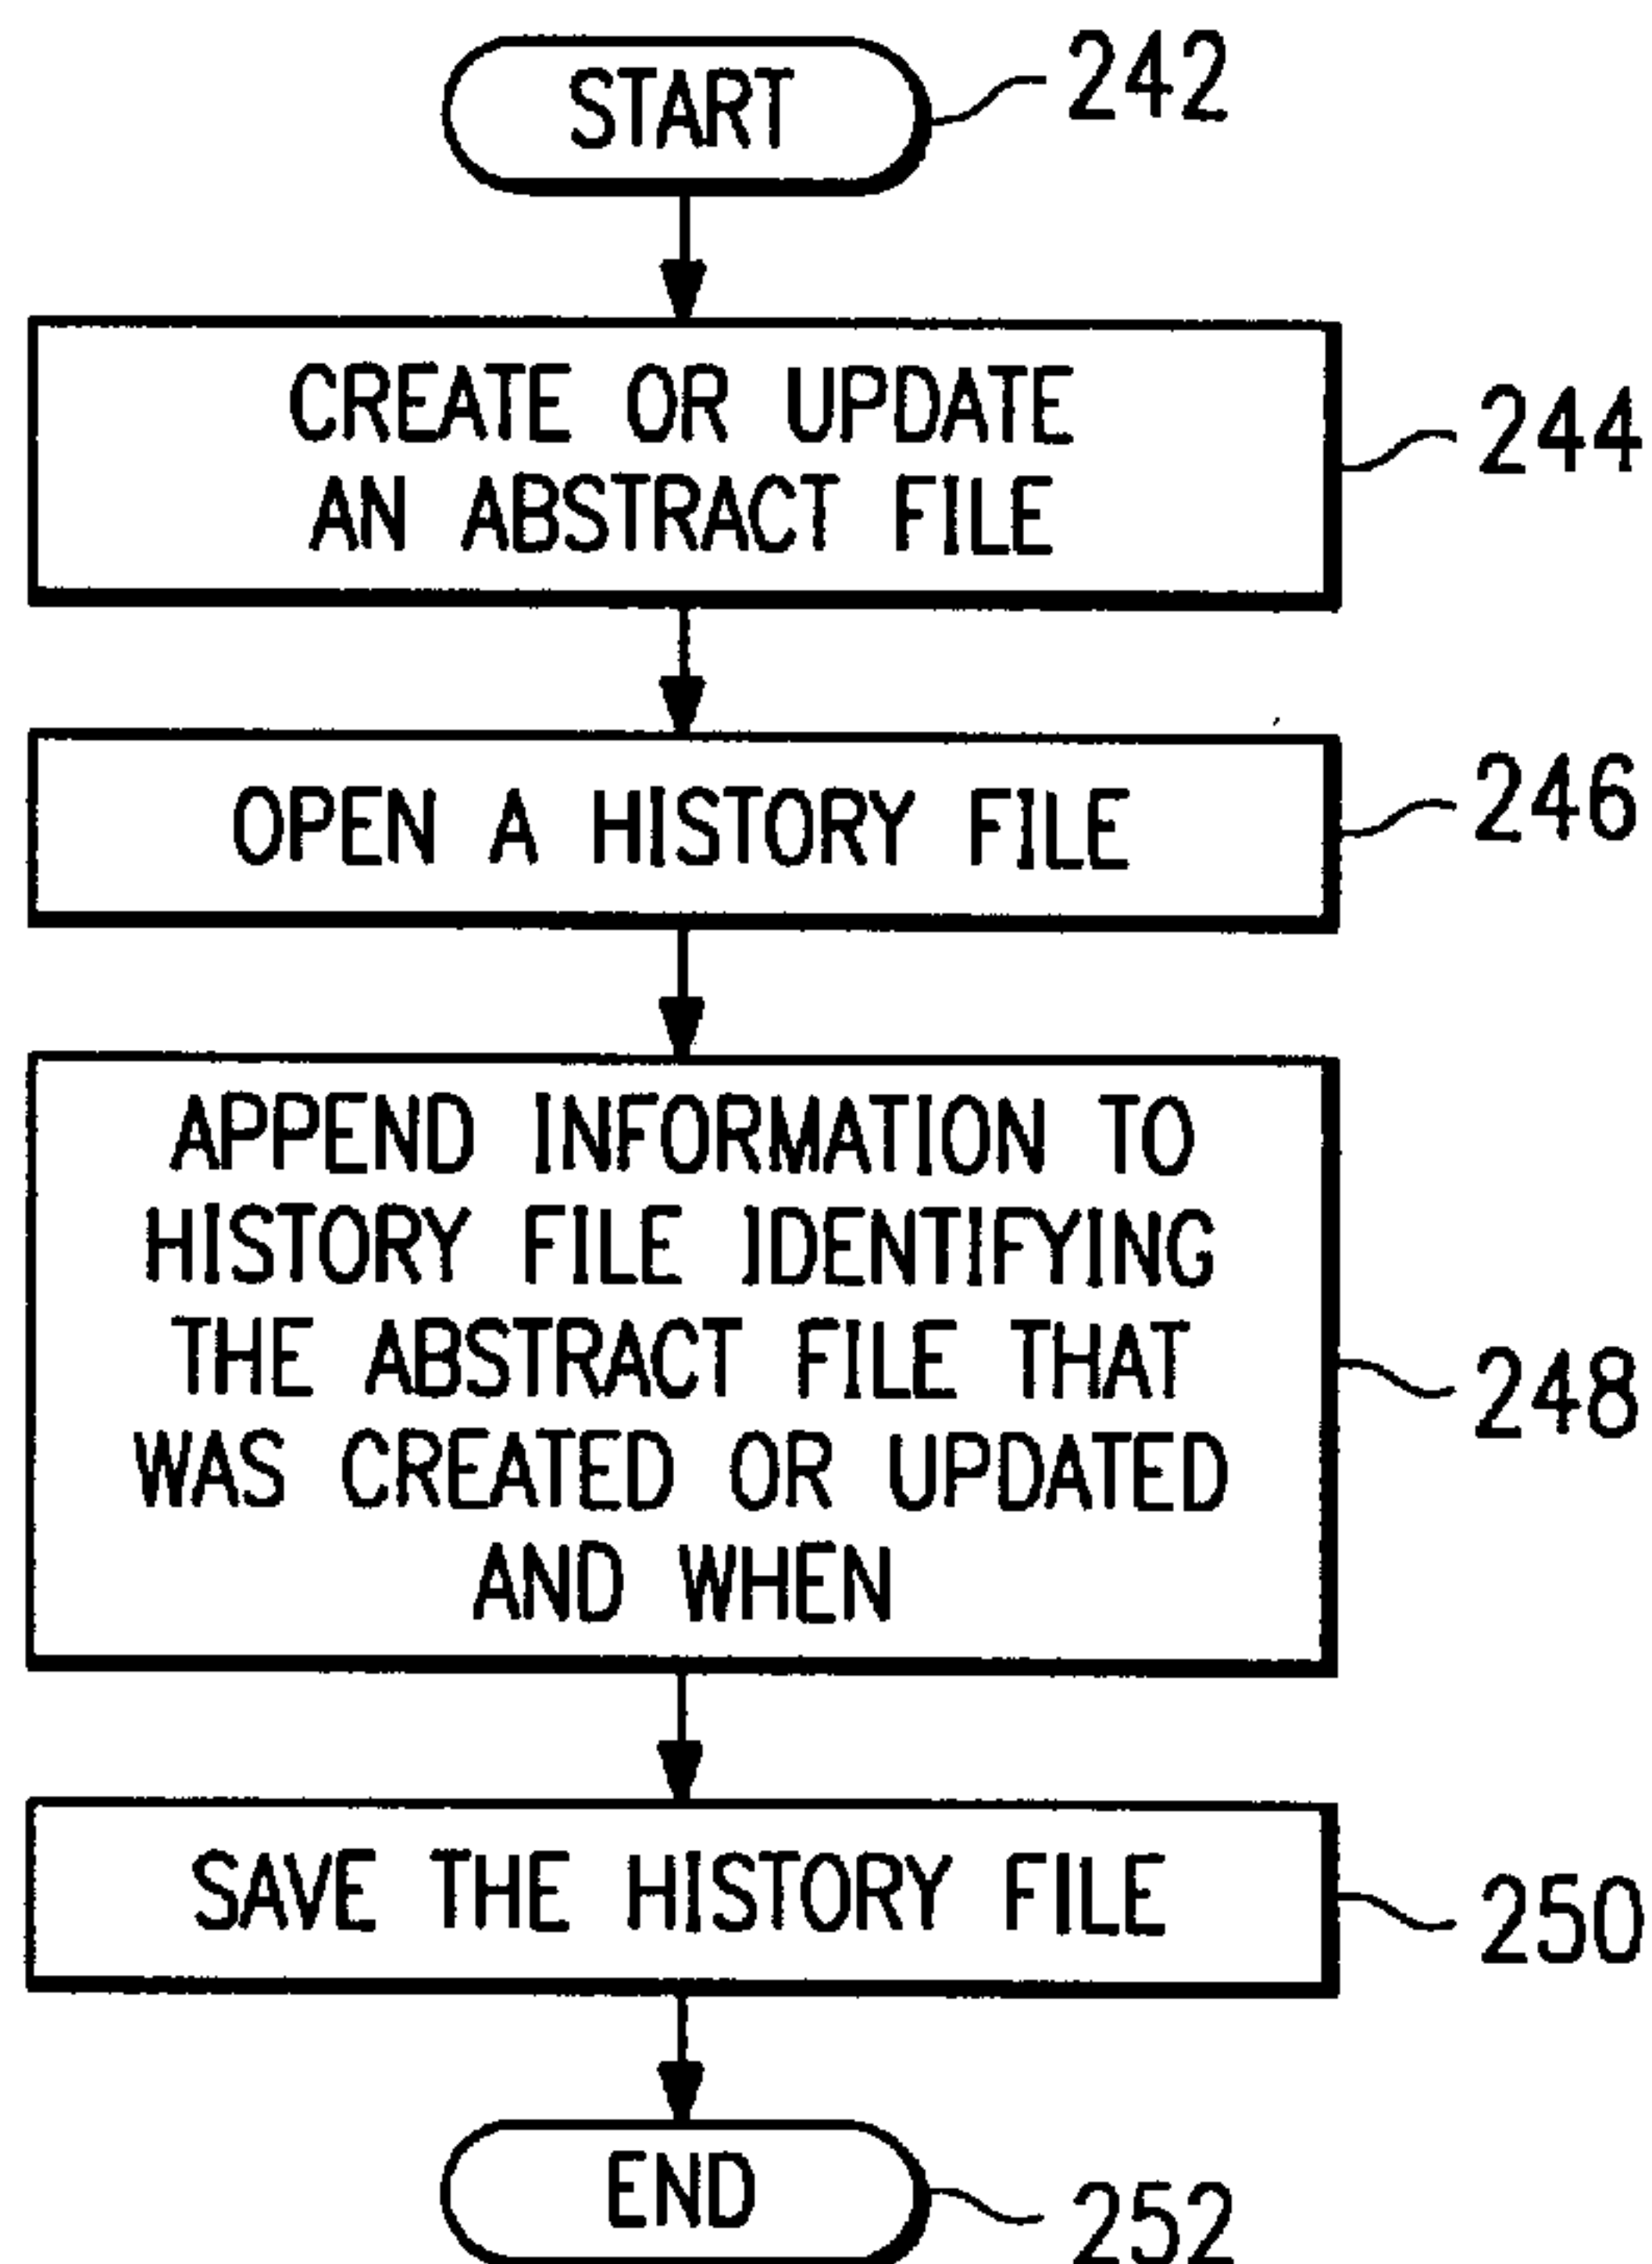 START
242
CREATE OR UPDATE
AN ABSTRACT FILE
244
OPEN A HISTORY FILE
246
APPEND INFORMATION TO
HISTORY FILE IDENTIFYING
THE ABSTRACT FILE THAT
WAS CREATED OR UPDATED
AND WHEN
248
SAVE THE HISTORY FILE
250
END
252